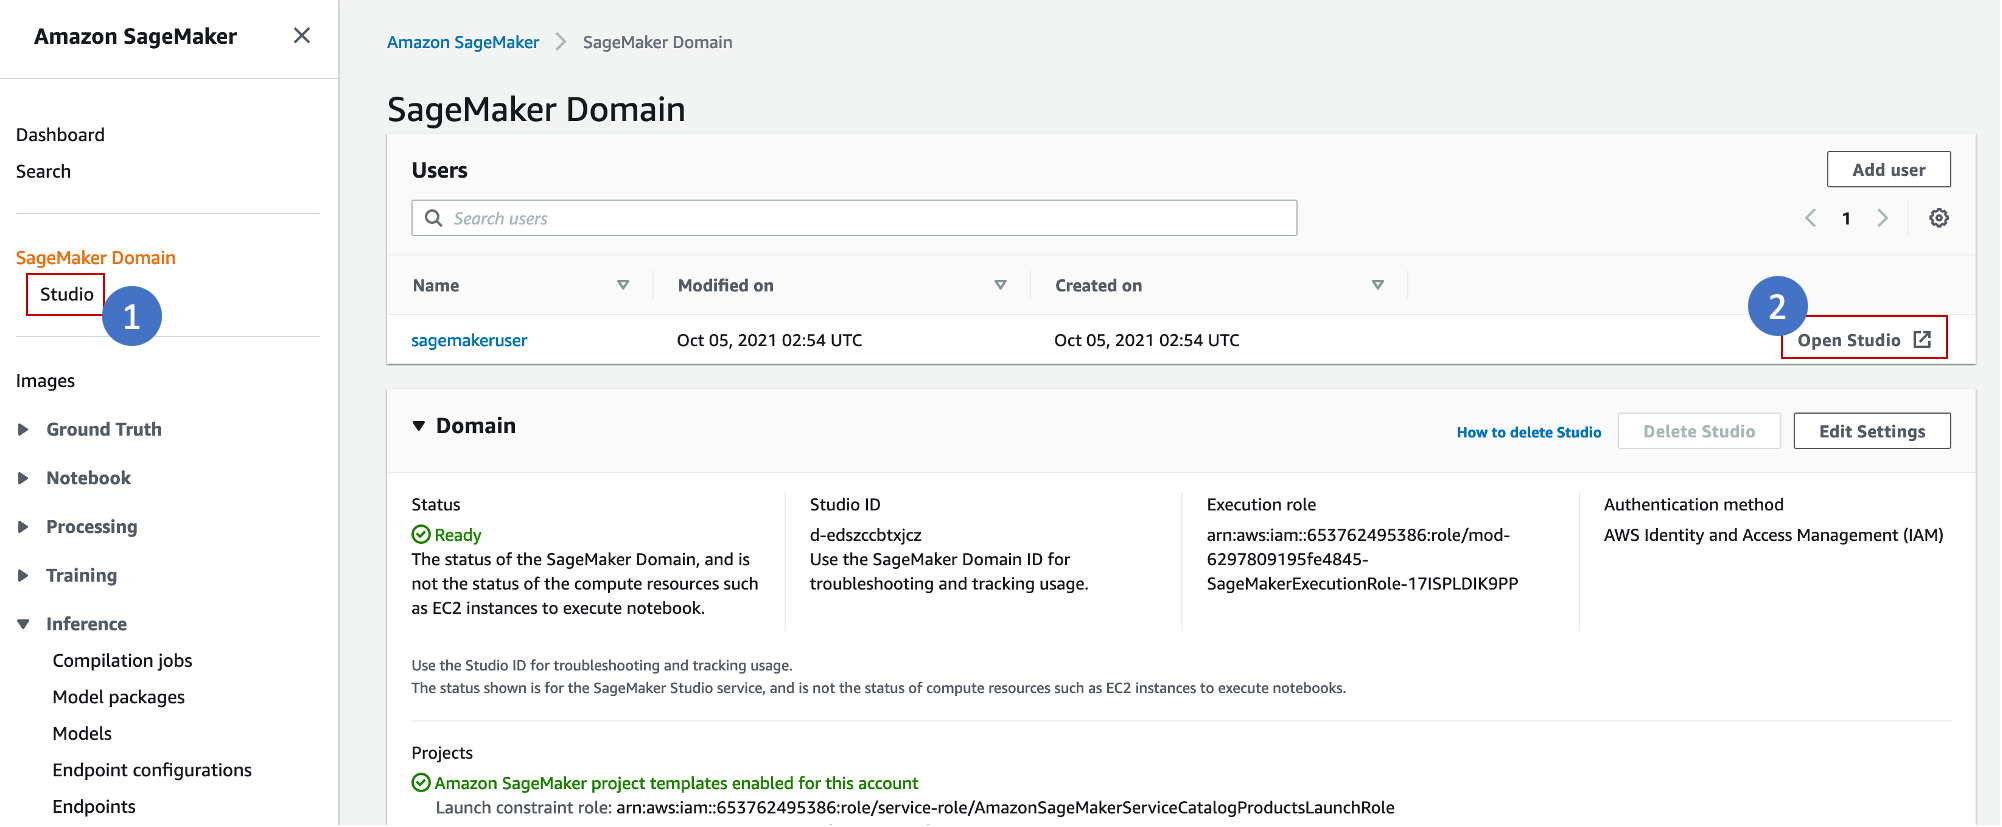 Amazon SageMaker
Dashboard
Search
SageMaker Domain
Studio
1
Images
Ground Truth
Notebook
Processing
Training
Inference
Compilation jobs
Model packages
Models
Endpoint configurations
Endpoints
Amazon SageMaker > SageMaker Domain
SageMaker Domain
Users
Add user
Search users
1
Name Modified on Created on
2
sagemakeruser Oct 05, 2021 02:54 UTC Oct 05, 2021 02:54 UTC Open Studio
Domain
How to delete Studio Delete Studio Edit Settings
Status
Ready
The status of the SageMaker Domain, and is
not the status of the compute resources such
as EC2 instances to execute notebook.
Studio ID
d-edszccbtxjcz
Use the SageMaker Domain ID for
troubleshooting and tracking usage.
Execution role
arn:aws:iam::653762495386:role/mod-
6297809195fe4845-
SageMakerExecutionRole-17ISPLDIK9PP
Authentication method
AWS Identity and Access Management (IAM)
Use the Studio ID for troubleshooting and tracking usage.
The status shown is for the SageMaker Studio service, and is not the status of compute resources such as EC2 instances to execute notebooks.
Projects
Amazon SageMaker project templates enabled for this account
Launch constraint role: arn:aws:iam::653762495386:role/service-role/AmazonSageMakerServiceCatalogProductsLaunchRole